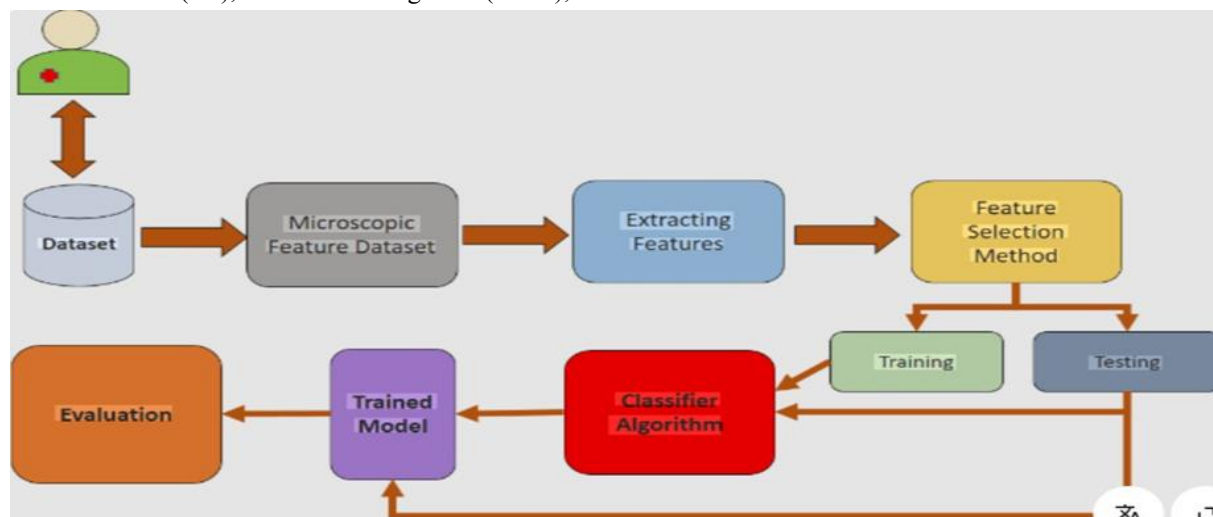 Dataset
Microscopic
Feature Dataset
Extracting
Features
Feature
Selection
Method
Training
Testing
Evaluation
Trained
Model
Classifier
Algorithm